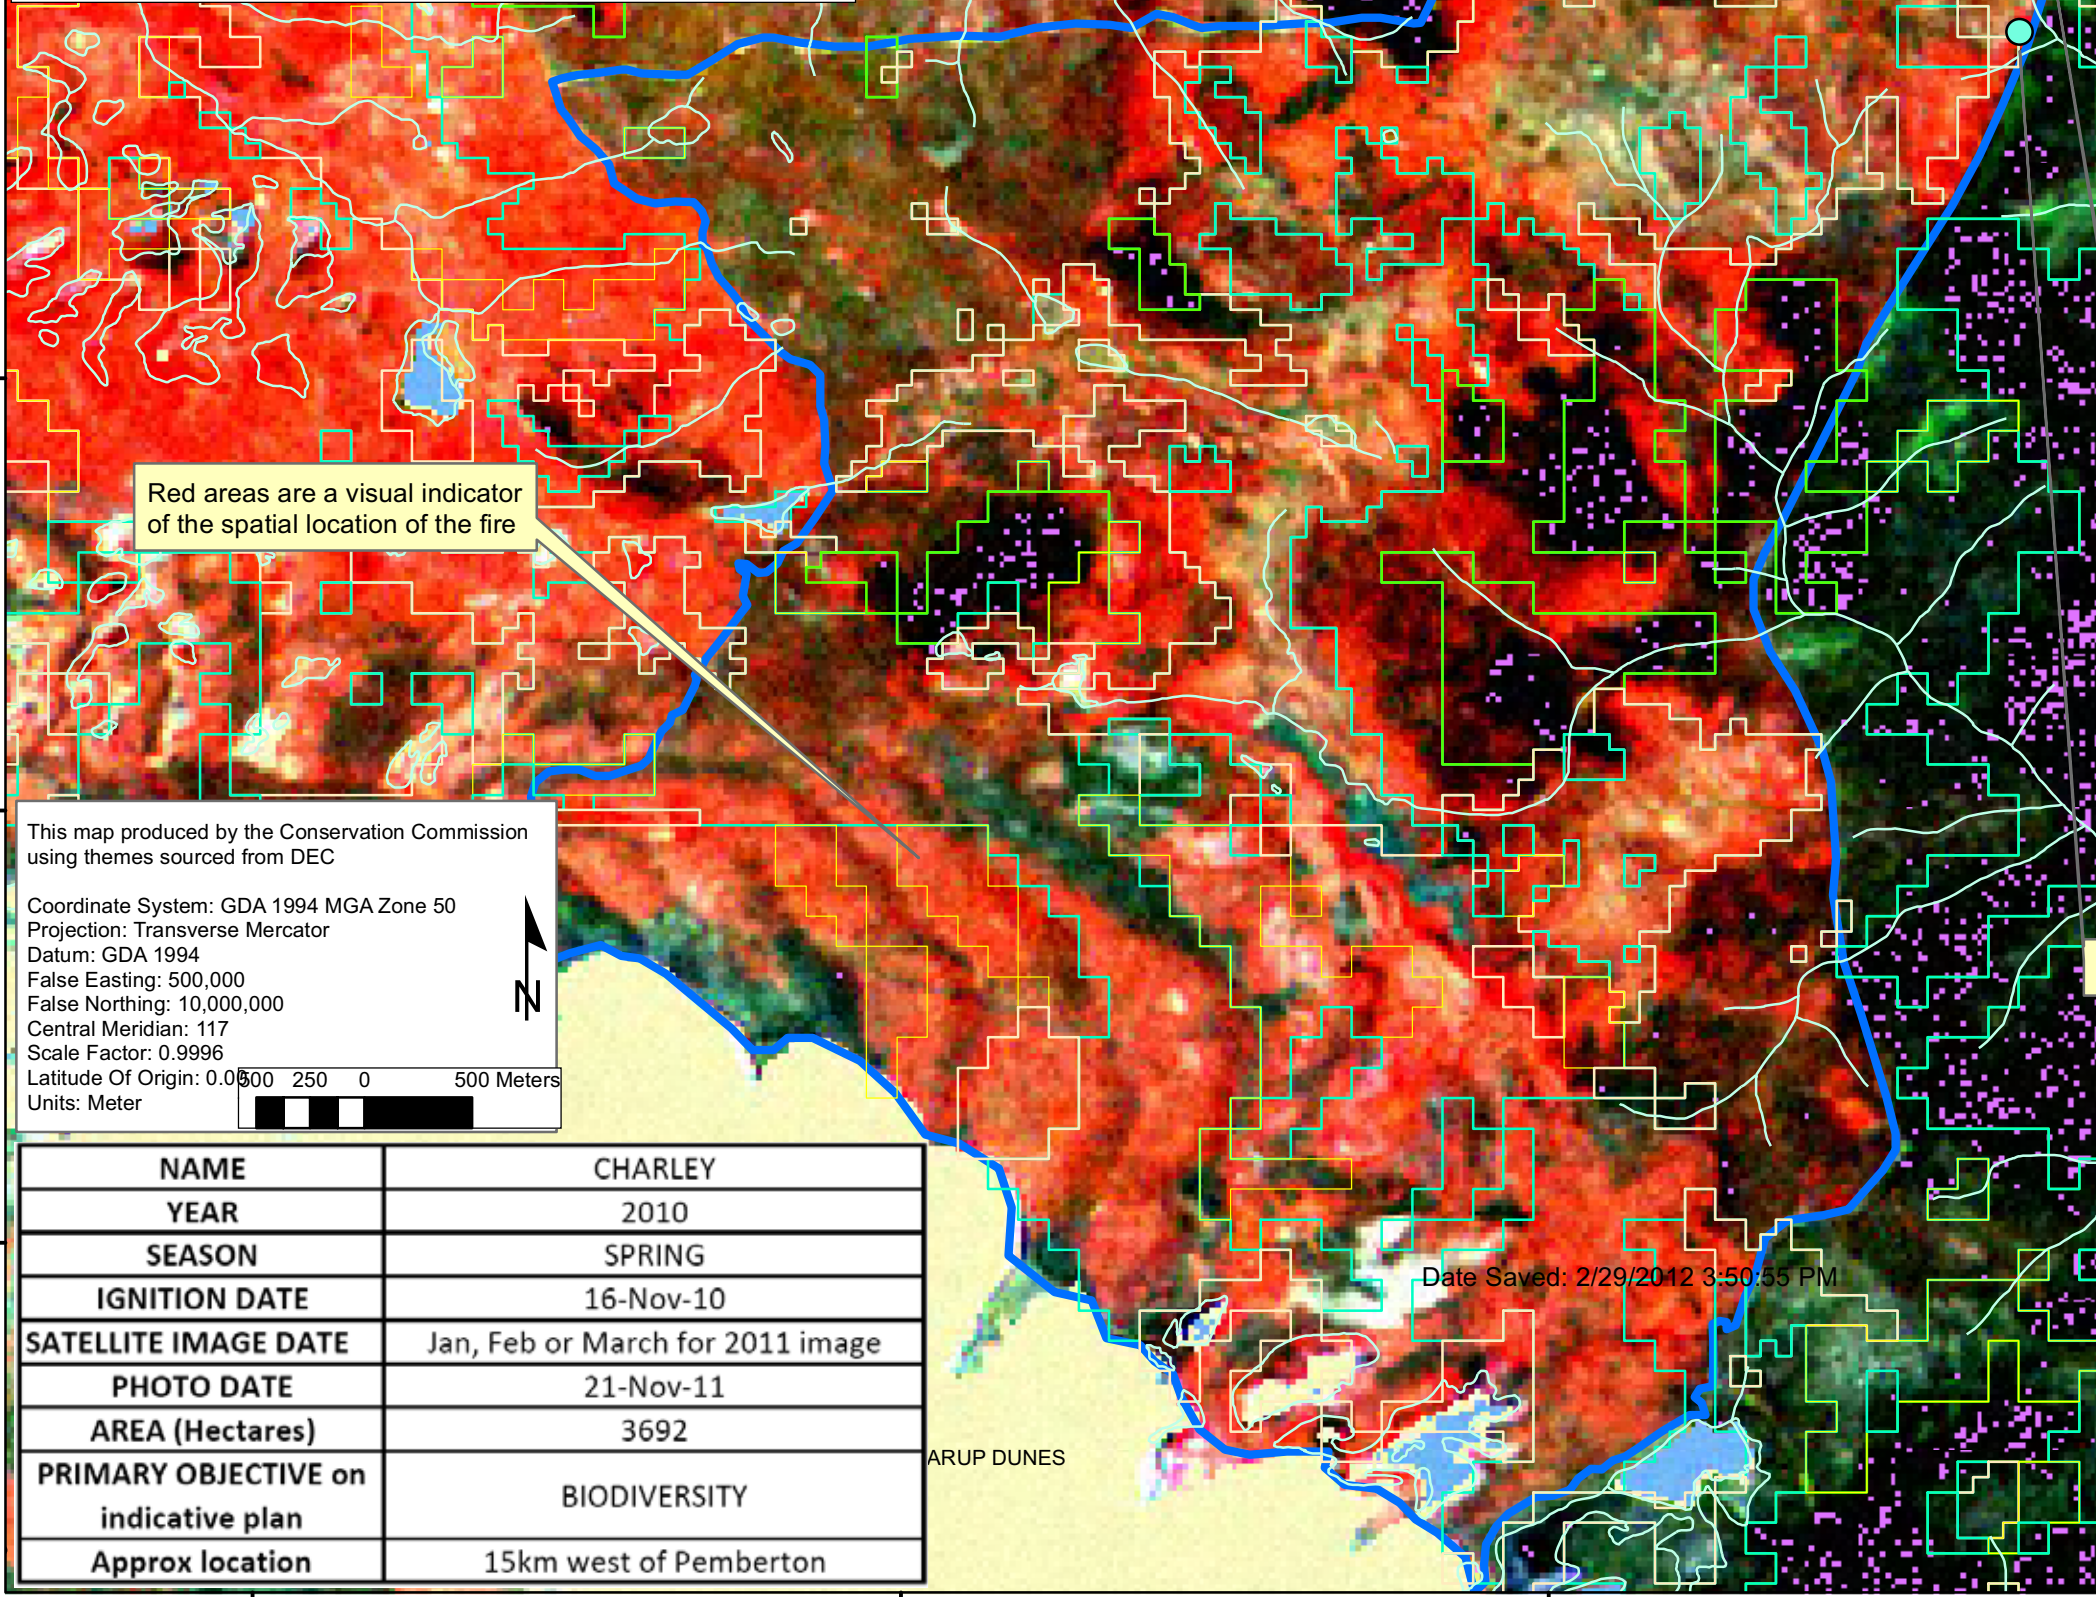 Red areas are a visual indicator
of the spatial location of the fire
This map produced by the Conservation Commission
using themes sourced from DEC
Coordinate System: GDA 1994 MGA Zone 50
Projection: Transverse Mercator
Datum: GDA 1994
False Easting: 500,000
False Northing: 10,000,000
Central Meridian: 117
Scale Factor: 0.9996
Latitude Of Origin: 0.00
Units: Meter
N
500 250 0 500 Meters
NAME CHARLEY
YEAR 2010
SEASON SPRING
IGNITION DATE 16-Nov-10
SATELLITE IMAGE DATE Jan, Feb or March for 2011 image
PHOTO DATE 21-Nov-11
AREA (Hectares) 3692
PRIMARY OBJECTIVE on
indicative plan BIODIVERSITY
Approx location 15km west of Pemberton
Date Saved: 2/29/2012 3:50:55 PM
ARUP DUNES